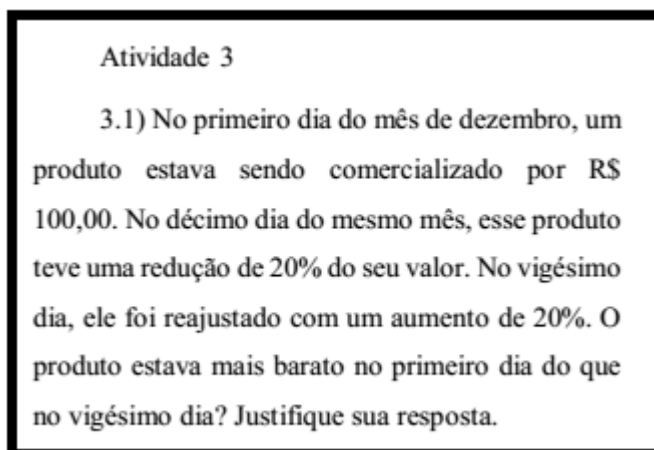 Atividade 3
3.1) No primeiro dia do mês de dezembro, um
produto estava sendo comercializado por R$
100,00. No décimo dia do mesmo mês, esse produto
teve uma redução de 20% do seu valor. No vigésimo
dia, ele foi reajustado com um aumento de 20%. O
produto estava mais barato no primeiro dia do que
no vigésimo dia? Justifique sua resposta.